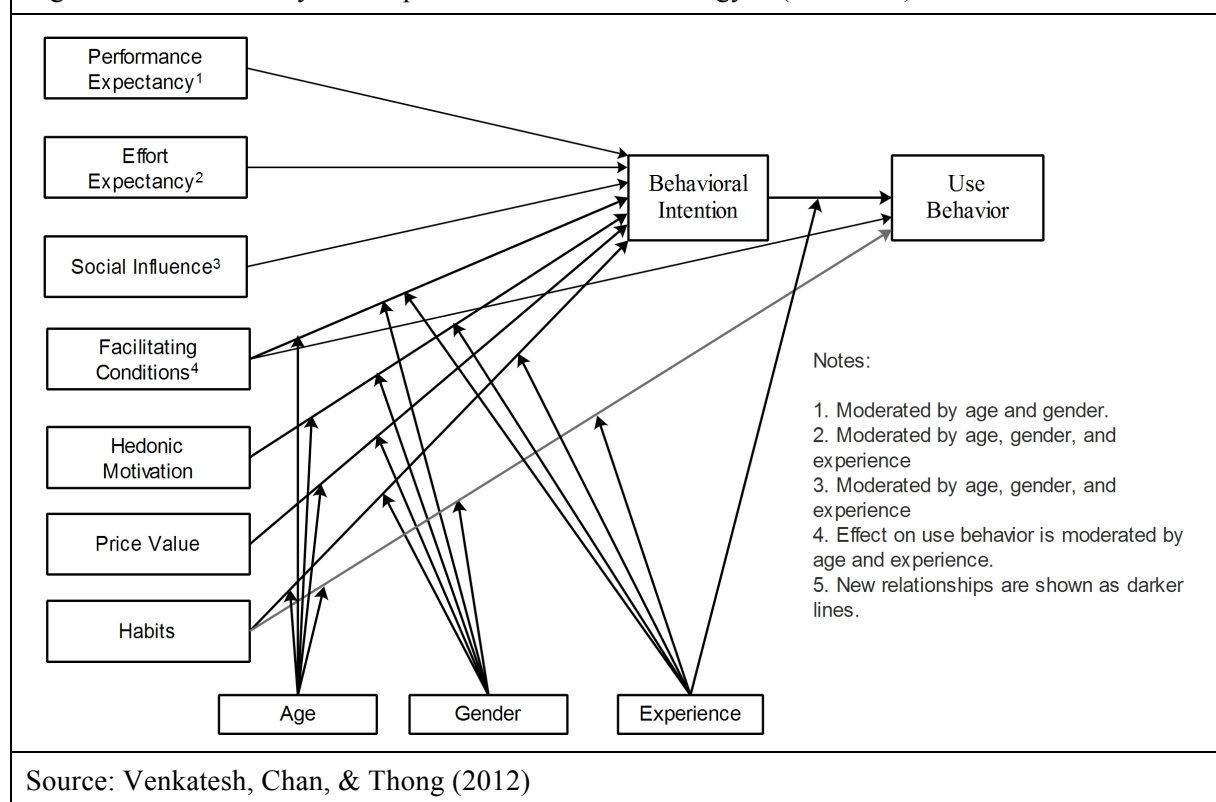 Performance
Expectancy1
Effort
Expectancy2
Social Influence3
Facilitating
Conditions4
Hedonic
Motivation
Price Value
Habits
Behavioral
Intention
Use
Behavior
Notes:
1. Moderated by age and gender.
2. Moderated by age, gender, and
experience
3. Moderated by age, gender, and
experience
4. Effect on use behavior is moderated by
age and experience.
5. New relationships are shown as darker
lines.
Age
Gender
Experience
Source: Venkatesh, Chan, & Thong (2012)